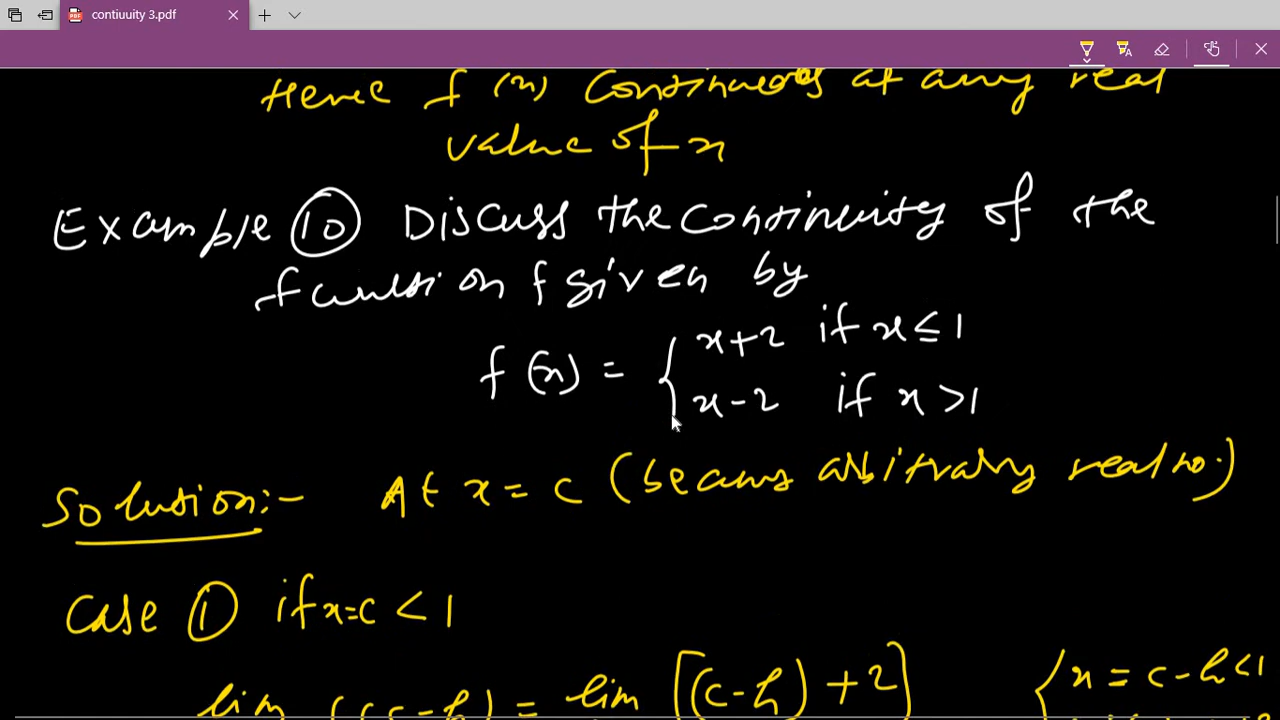 contiuuity 3.pdf
Hence f (x) continuous at any real
value of x
Example 10 Discuss the continuity of the
function f given by
f (x) = { x+2 if x ≤ 1
x-2 if x > 1
Solution:- At x = c (be any arbitrary real no.)
Case 1 if x=c < 1
lim f(c-h) = lim [(c-h) + 2] { x = c-h < 1